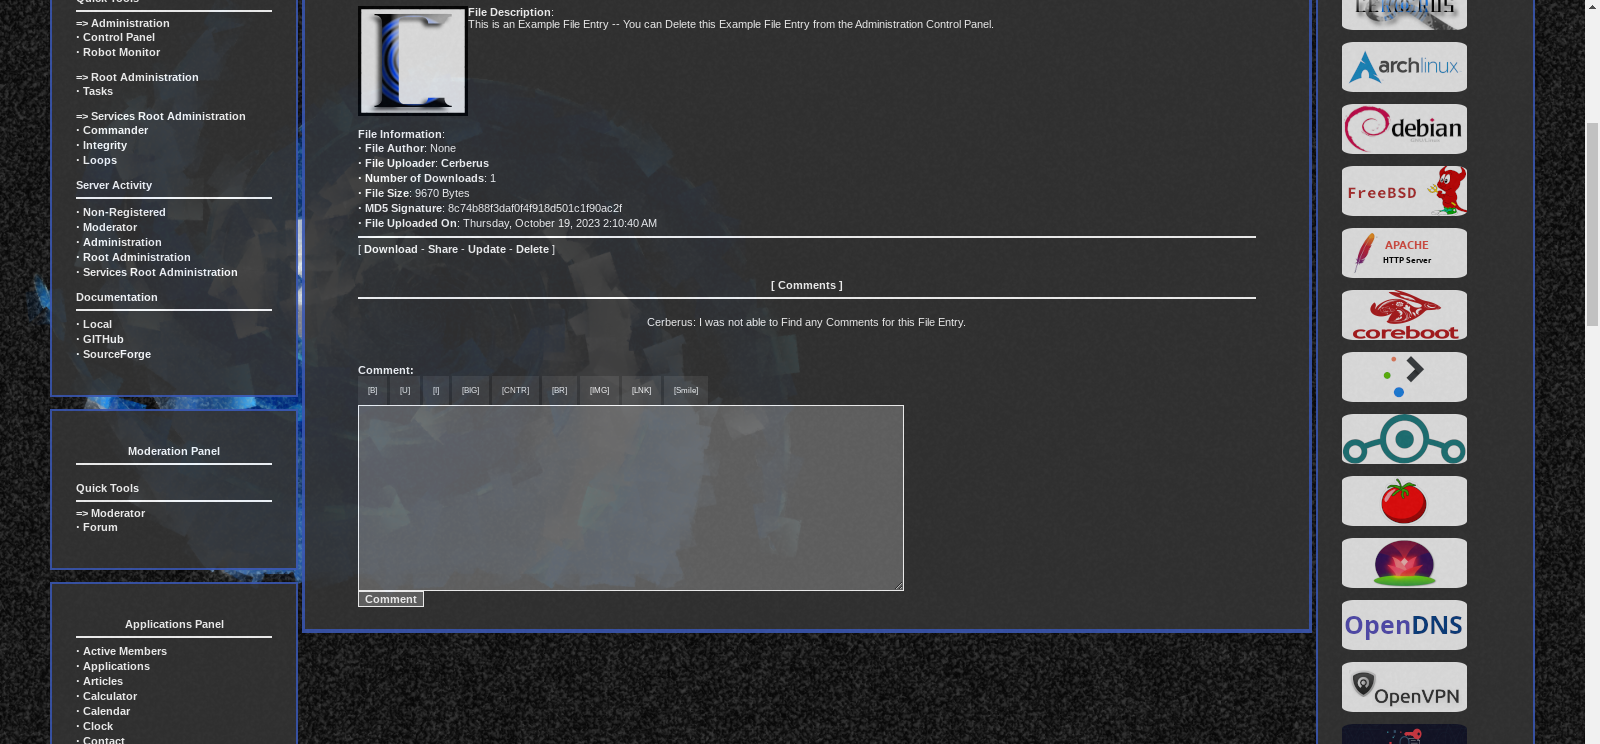 Quick Tools
=> Administration
· Control Panel
· Robot Monitor
=> Root Administration
· Tasks
=> Services Root Administration
· Commander
· Integrity
· Loops
Server Activity
· Non-Registered
· Moderator
· Administration
· Root Administration
· Services Root Administration
Documentation
· Local
· GITHub
· SourceForge
Moderation Panel
Quick Tools
=> Moderator
· Forum
Applications Panel
· Active Members
· Applications
· Articles
· Calculator
· Calendar
· Clock
· Contact
File Description:
This is an Example File Entry -- You can Delete this Example File Entry from the Administration Control Panel.
File Information:
· File Author: None
· File Uploader: Cerberus
· Number of Downloads: 1
· File Size: 9670 Bytes
· MD5 Signature: 8c74b88f3daf0f4f918d501c1f90ac2f
· File Uploaded On: Thursday, October 19, 2023 2:10:40 AM
[ Download - Share - Update - Delete ]
[ Comments ]
Cerberus: I was not able to Find any Comments for this File Entry.
Comment:
[B] [U] [I] [BIG] [CNTR] [BR] [IMG] [LNK] [Smile]
Comment
CERBERUS
archlinux
debian
FreeBSD
APACHE
HTTP Server
coreboot
OpenDNS
OpenVPN